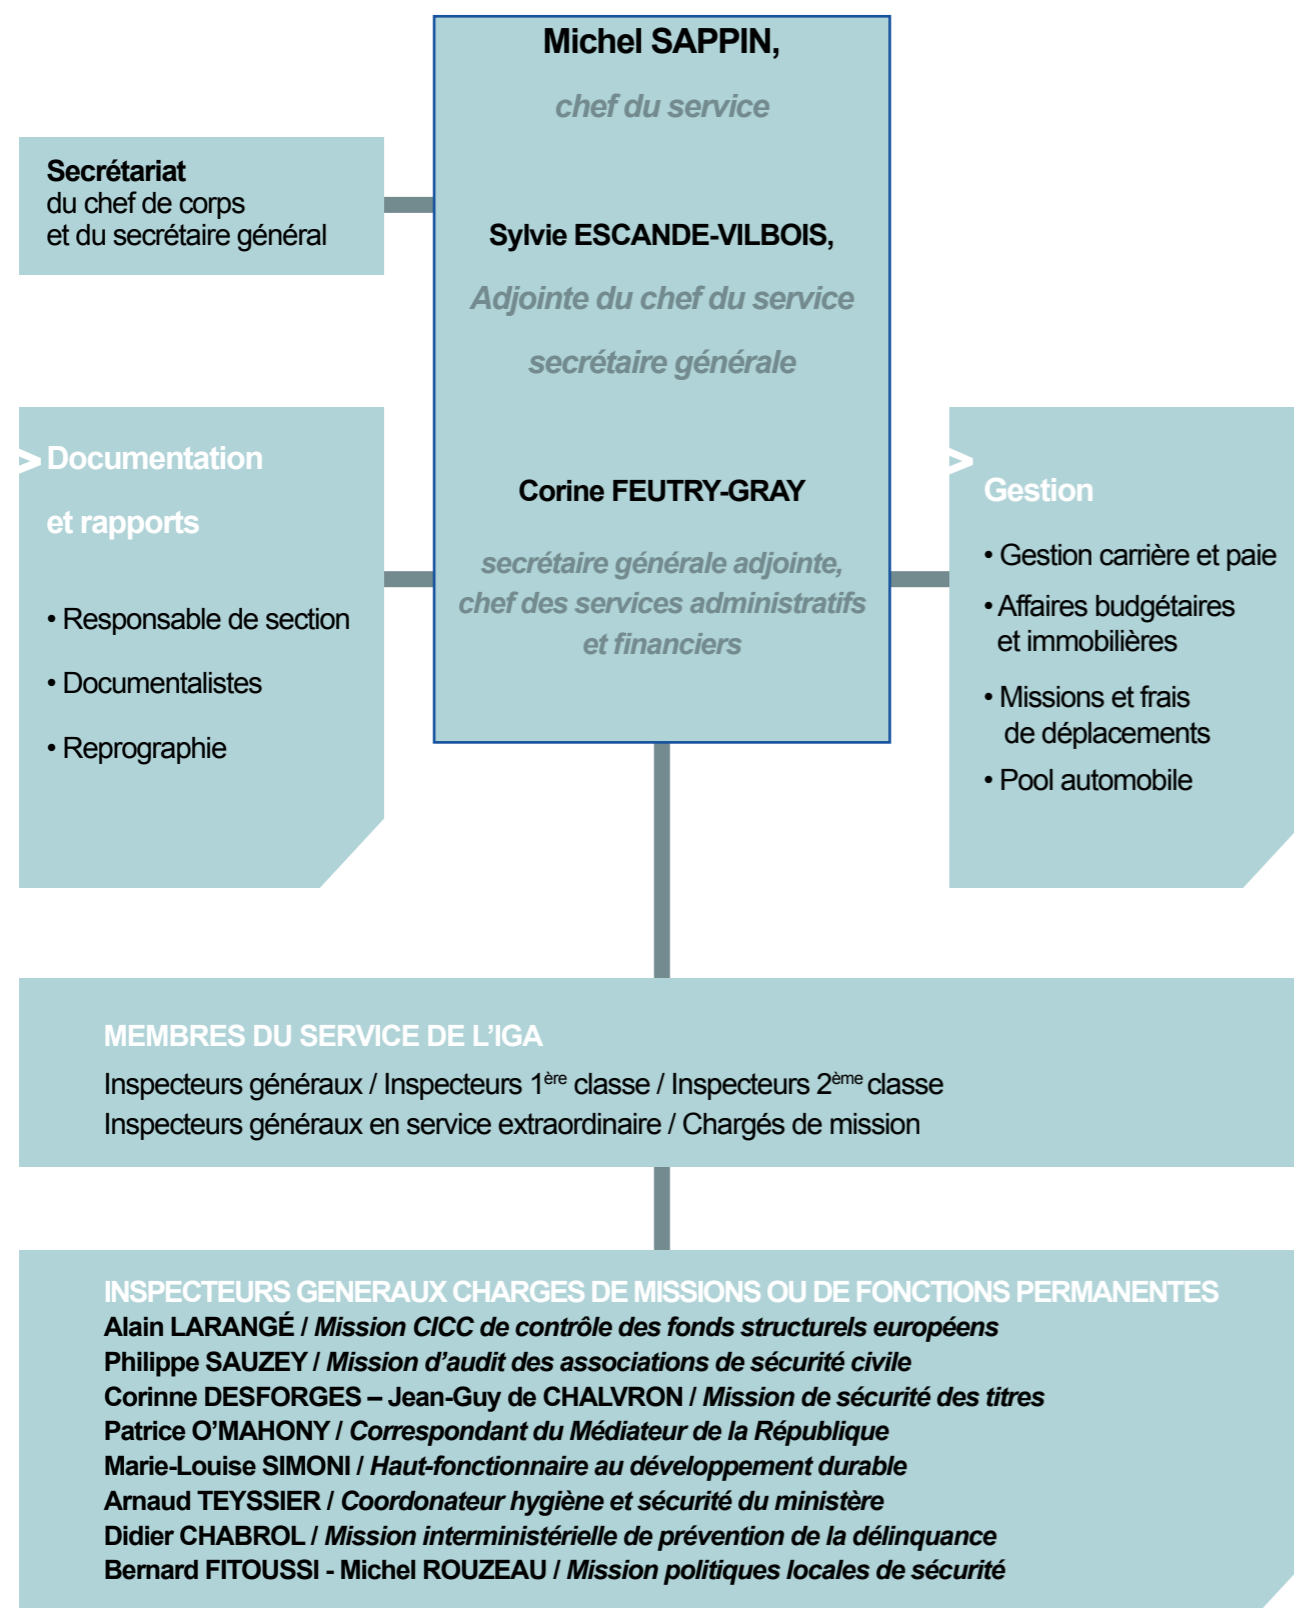 Michel SAPPIN,
chef du service
Secrétariat
du chef de corps
et du secrétaire général
Sylvie ESCANDE-VILBOIS,
Adjointe du chef du service
secrétaire générale
Corine FEUTRY-GRAY
secrétaire générale adjointe,
chef des services administratifs
et financiers
> Documentation
et rapports
• Responsable de section
• Documentalistes
• Reprographie
>
Gestion
• Gestion carrière et paie
• Affaires budgétaires
et immobilières
• Missions et frais
de déplacements
• Pool automobile
MEMBRES DU SERVICE DE L’IGA
Inspecteurs généraux / Inspecteurs 1ère classe / Inspecteurs 2ème classe
Inspecteurs généraux en service extraordinaire / Chargés de mission
INSPECTEURS GENERAUX CHARGES DE MISSIONS OU DE FONCTIONS PERMANENTES
Alain LARANGÉ / Mission CICC de contrôle des fonds structurels européens
Philippe SAUZEY / Mission d’audit des associations de sécurité civile
Corinne DESFORGES – Jean-Guy de CHALVRON / Mission de sécurité des titres
Patrice O’MAHONY / Correspondant du Médiateur de la République
Marie-Louise SIMONI / Haut-fonctionnaire au développement durable
Arnaud TEYSSIER / Coordonateur hygiène et sécurité du ministère
Didier CHABROL / Mission interministérielle de prévention de la délinquance
Bernard FITOUSSI - Michel ROUZEAU / Mission politiques locales de sécurité